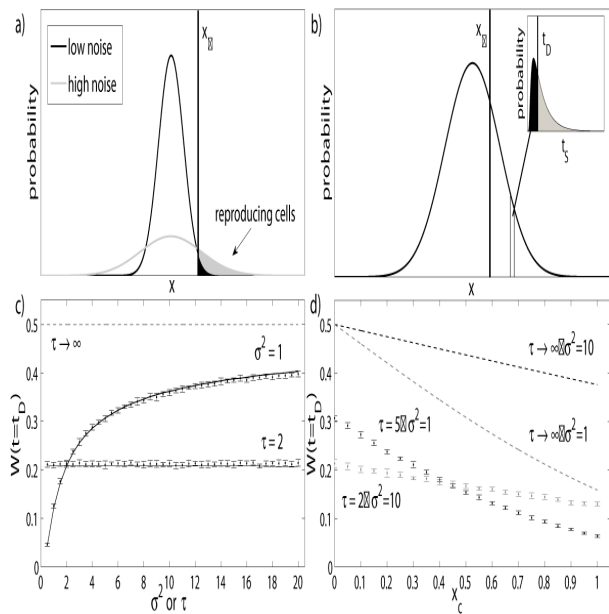 a)
low noise
high noise
x▯
reproducing cells
probability
x
b)
x▯
t_D
probability
t_S
probability
x
c)
0.5
0.4
0.3
0.2
0.1
0
τ→∞
σ²=1
τ=2
W(t=t_D)
0 2 4 6 8 10 12 14 16 18 20
σ² or τ
d)
0.5
0.4
0.3
0.2
0.1
0
τ→∞▯σ²=10
τ→∞▯σ²=1
τ=5▯σ²=1
τ=2▯σ²=10
W(t=t_D)
0 0.1 0.2 0.3 0.4 0.5 0.6 0.7 0.8 0.9 1.0
x_c